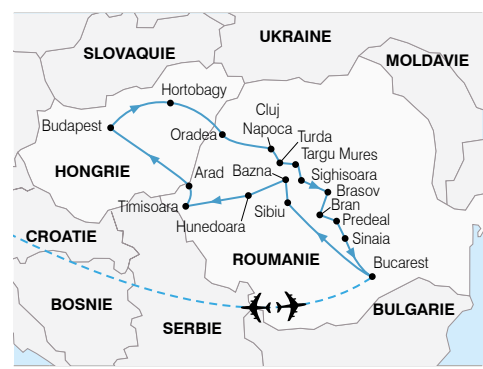 UKRAINE
SLOVAQUIE
MOLDAVIE
Hortobagy
Cluj
Napoca
Budapest
Oradea
Turda
Targu Mures
HONGRIE
Arad
Bazna
Sighisoara
Brasov
Timisoara
Bran
Sibiu
Predeal
Hunedoara
CROATIE
Sinaia
ROUMANIE
Bucarest
BOSNIE
BULGARIE
SERBIE